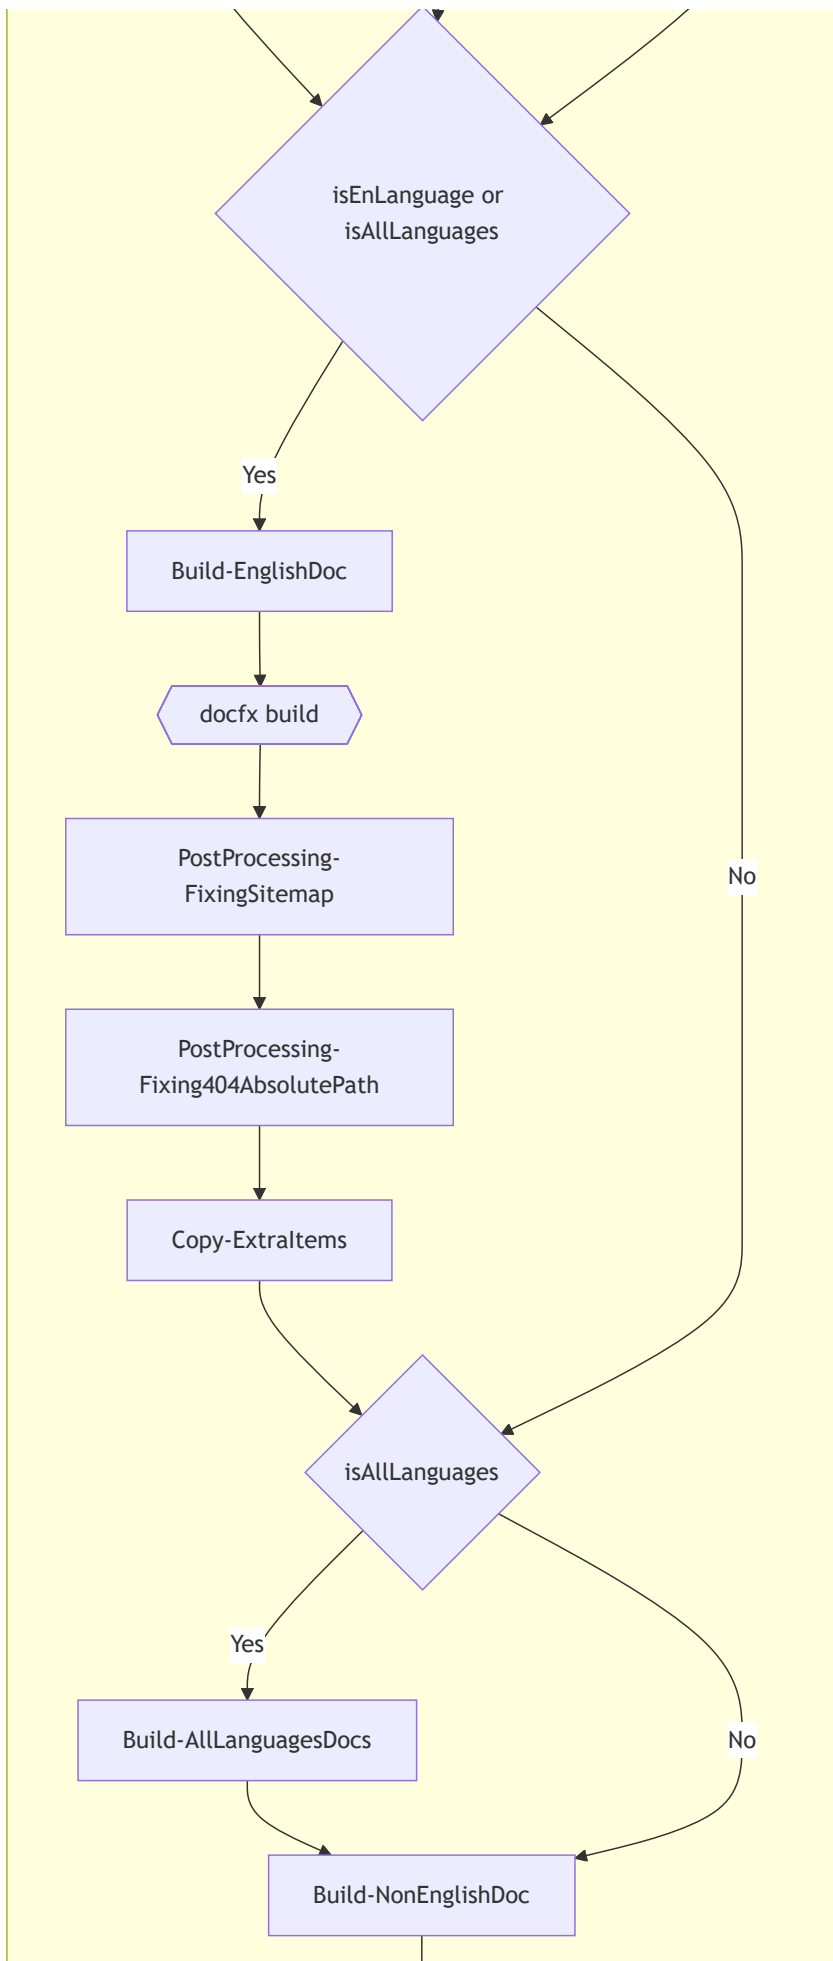 isEnLanguage or
isAllLanguages
Yes
Build-EnglishDoc
docfx build
PostProcessing-
FixingSitemap
No
PostProcessing-
Fixing404AbsolutePath
Copy-ExtraItems
isAllLanguages
Yes
Build-AllLanguagesDocs
No
Build-NonEnglishDoc